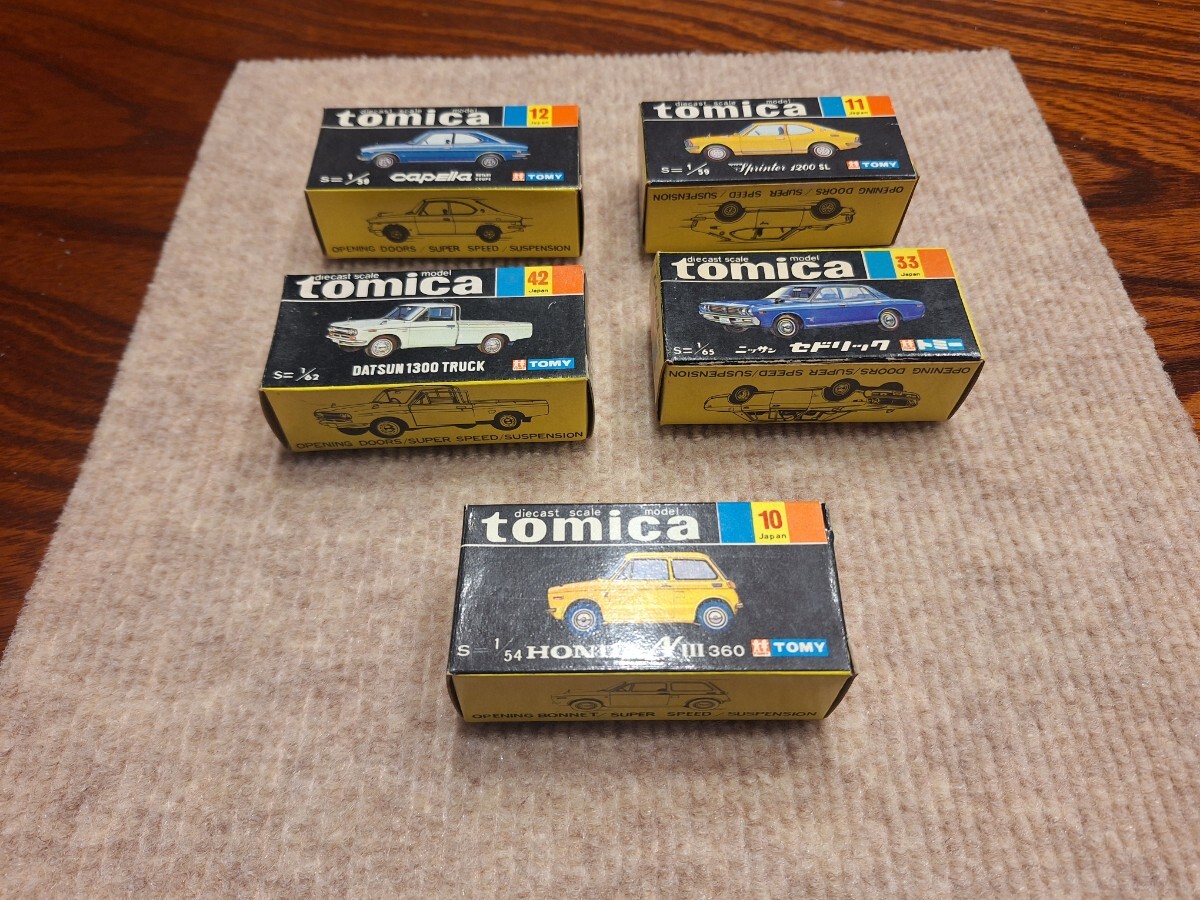 diecast scale model
tomica
12
Japan
S=1/59 capella TOMY
OPENING DOORS/SUPER SPEED/SUSPENSION
diecast scale model
tomica
11
Japan
S=1/59 Sprinter 1200 SL TOMY
OPENING DOORS/SUPER SPEED/SUSPENSION
diecast scale model
tomica
42
Japan
S=1/62 DATSUN 1300 TRUCK TOMY
OPENING DOORS/SUPER SPEED/SUSPENSION
diecast scale model
tomica
33
Japan
S=1/65 ニッサン セドリック トミー
OPENING DOORS/SUPER SPEED/SUSPENSION
diecast scale model
tomica
10
Japan
S=1/54 HONDA N III 360 TOMY
OPENING BONNET/SUPER SPEED/SUSPENSION